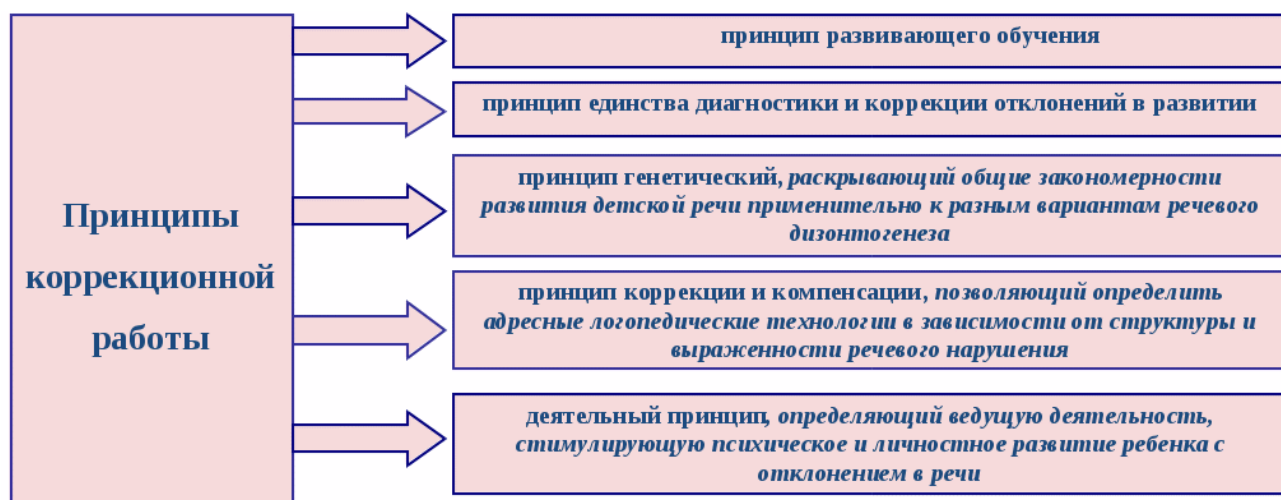 Принципы
коррекционной
работы
принцип развивающего обучения
принцип единства диагностики и коррекции отклонений в развитии
принцип генетический, раскрывающий общие закономерности
развития детской речи применительно к разным вариантам речевого
дизонтогенеза
принцип коррекции и компенсации, позволяющий определить
адресные логопедические технологии в зависимости от структуры и
выраженности речевого нарушения
деятельный принцип, определяющий ведущую деятельность,
стимулирующую психическое и личностное развитие ребенка с
отклонением в речи